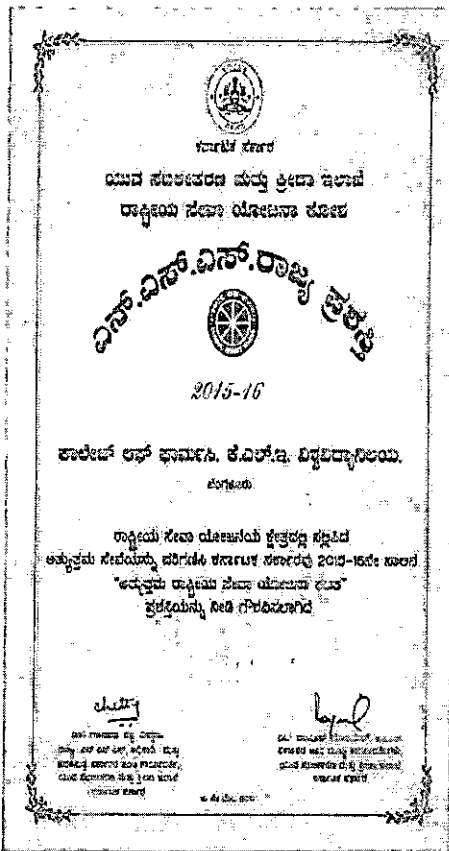 ಕರ್ನಾಟಕ ಸರ್ಕಾರ
ಯುವ ಸಬಲೀಕರಣ ಮತ್ತು ಕ್ರೀಡಾ ಇಲಾಖೆ
ರಾಷ್ಟ್ರೀಯ ಸೇವಾ ಯೋಜನಾ ಕೋಶ
ಎನ್.ಎಸ್.ಎಸ್.ರಾಜ್ಯ ಪ್ರಶಸ್ತಿ
2015-16
ಕಾಲೇಜ್ ಆಫ್ ಫಾರ್ಮಸಿ, ಕೆ.ಎಲ್.ಇ. ವಿಶ್ವವಿದ್ಯಾನಿಲಯ,
ಬೆಂಗಳೂರು
ರಾಷ್ಟ್ರೀಯ ಸೇವಾ ಯೋಜನೆಯ ಕ್ಷೇತ್ರದಲ್ಲಿ ಸಲ್ಲಿಸಿದ
ಅತ್ಯುತ್ತಮ ಸೇವೆಯನ್ನು ಪರಿಗಣಿಸಿ ಕರ್ನಾಟಕ ಸರ್ಕಾರವು 2015-16ನೇ ಸಾಲಿನ
"ಅತ್ಯುತ್ತಮ ರಾಷ್ಟ್ರೀಯ ಸೇವಾ ಯೋಜನಾ ಘಟಕ"
ಪ್ರಶಸ್ತಿಯನ್ನು ನೀಡಿ ಗೌರವಿಸಲಾಗಿದೆ